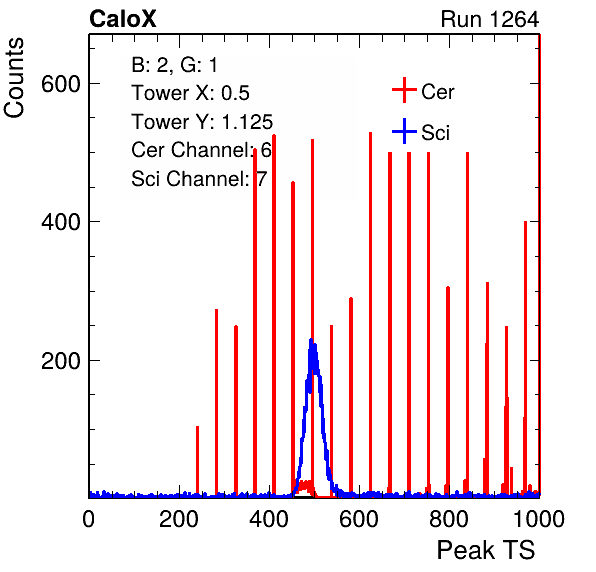 CaloX Run 1264
Counts
B: 2, G: 1
Tower X: 0.5
Tower Y: 1.125
Cer Channel: 6
Sci Channel: 7
Cer
Sci
600
400
200
0 200 400 600 800 1000
Peak TS